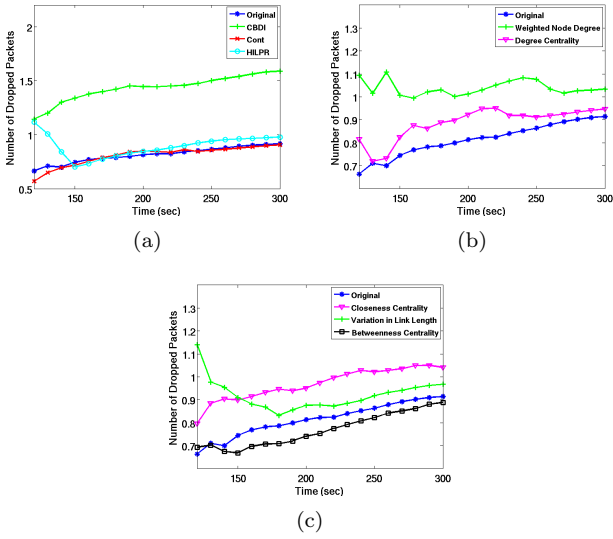 Number of Dropped Packets
2
1.5
1
0.5
Original
CBDI
Cont
HILPR
150
200
250
300
Time (sec)
(a)
Number of Dropped Packets
1.3
1.2
1.1
1
0.9
0.8
0.7
Original
Weighted Node Degree
Degree Centrality
150
200
250
300
Time (sec)
(b)
Number of Dropped Packets
1.3
1.2
1.1
1
0.9
0.8
0.7
0.6
Original
Closeness Centrality
Variation in Link Length
Betweenness Centrality
150
200
250
300
Time (sec)
(c)